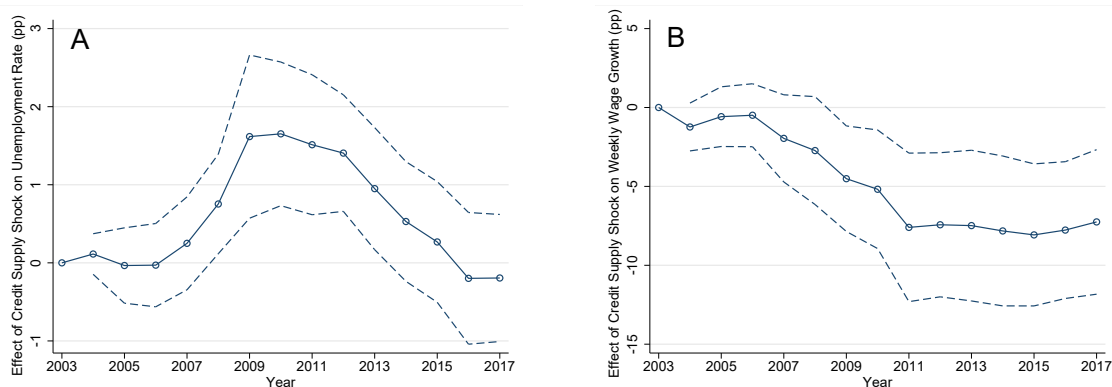 A
Effect of Credit Supply Shock on Unemployment Rate (pp)
3
2
1
0
-1
2003 2005 2007 2009 2011 2013 2015 2017
Year
B
Effect of Credit Supply Shock on Weekly Wage Growth (pp)
5
0
-5
-10
-15
2003 2005 2007 2009 2011 2013 2015 2017
Year